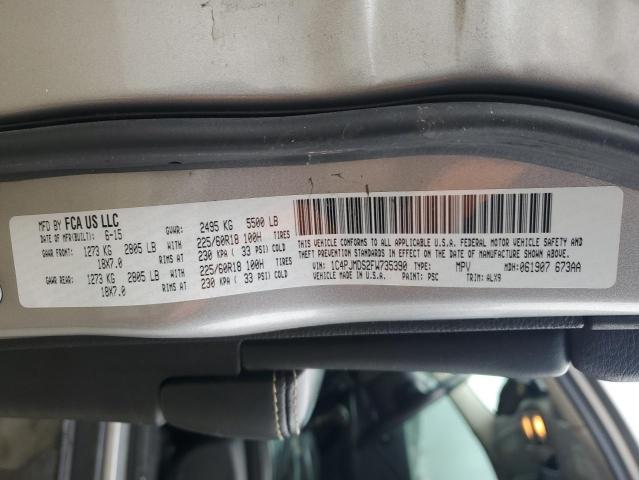 MFD BY FCA US LLC
DATE OF MFR(BUILT): 6-15 GVWR: 2495 KG 5500 LB
GAWR FRONT: 1273 KG 2805 LB 225/60R18 100H TIRES
18X7.0 RIMS AT 230 KPA ( 33 PSI) COLD
GAWR REAR: 1273 KG 2805 LB 225/60R18 100H TIRES
18X7.0 RIMS AT 230 KPA ( 33 PSI) COLD
THIS VEHICLE CONFORMS TO ALL APPLICABLE U.S.A. FEDERAL MOTOR VEHICLE SAFETY, BUMPER AND
THEFT PREVENTION STANDARDS IN EFFECT ON THE DATE OF MANUFACTURE SHOWN ABOVE.
VIN: 1C4PJMDS2FW735390 TYPE: MPV MDH:061907 673AA
VEHICLE MADE IN U.S.A. PAINT: PSC TRIM: ALX9